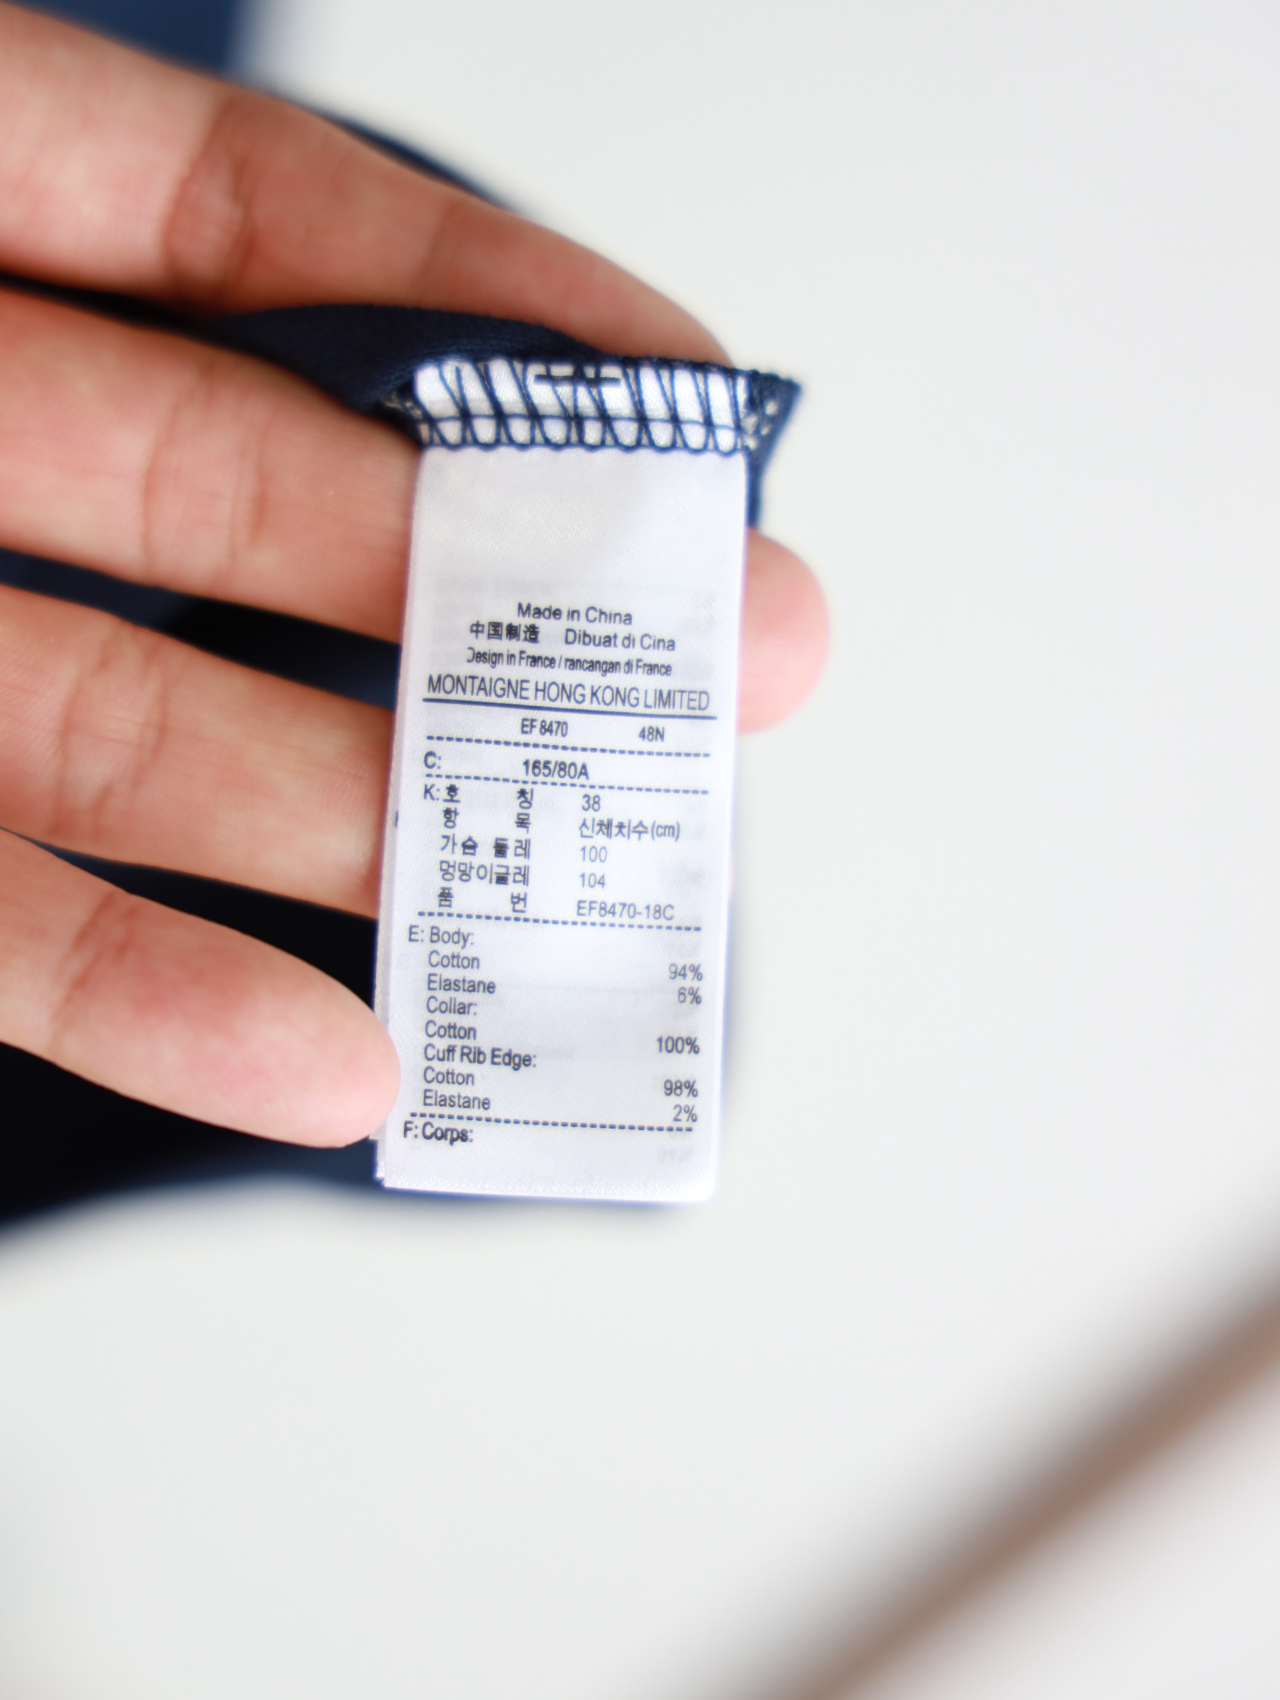 Made in China
中国制造 Dibuat di Cina
Design in France / rancangan di France
MONTAIGNE HONG KONG LIMITED
EF 8470 48N
C: 165/80A
K: 호 칭 38
항 목 신체치수(cm)
가슴 둘레 100
멍망이글레 104
품 번 EF8470-18C
E: Body:
Cotton 94%
Elastane 6%
Collar:
Cotton 100%
Cuff Rib Edge:
Cotton 98%
Elastane 2%
F: Corps: